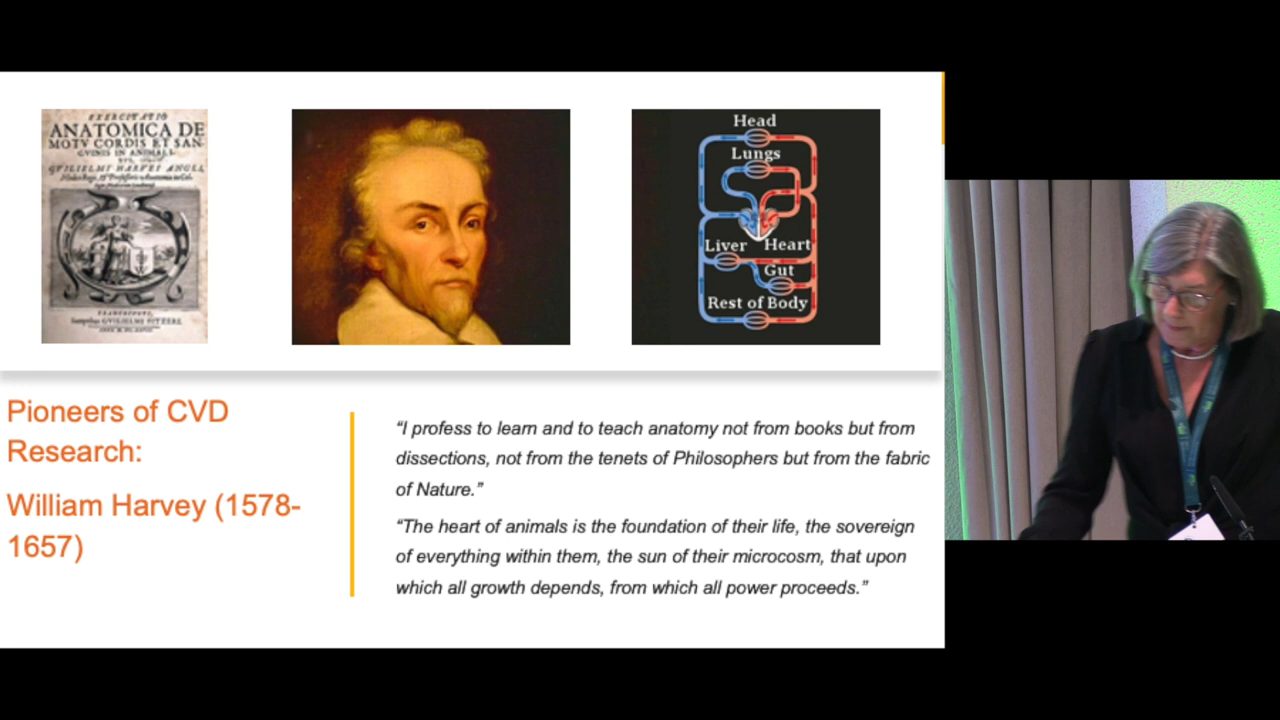 EXERCITATIO
ANATOMICA DE
MOTV CORDIS ET SAN-
GVINIS IN ANIMALI-
BVS,
GVILIELMI HARVEI ANGLI,
FRANCOFVRTI,
Sumptibus GVILIELMI FITZERI.
Head
Lungs
Liver Heart
Gut
Rest of Body
Pioneers of CVD
Research:
William Harvey (1578-
1657)
“I profess to learn and to teach anatomy not from books but from
dissections, not from the tenets of Philosophers but from the fabric
of Nature.”
“The heart of animals is the foundation of their life, the sovereign
of everything within them, the sun of their microcosm, that upon
which all growth depends, from which all power proceeds.”